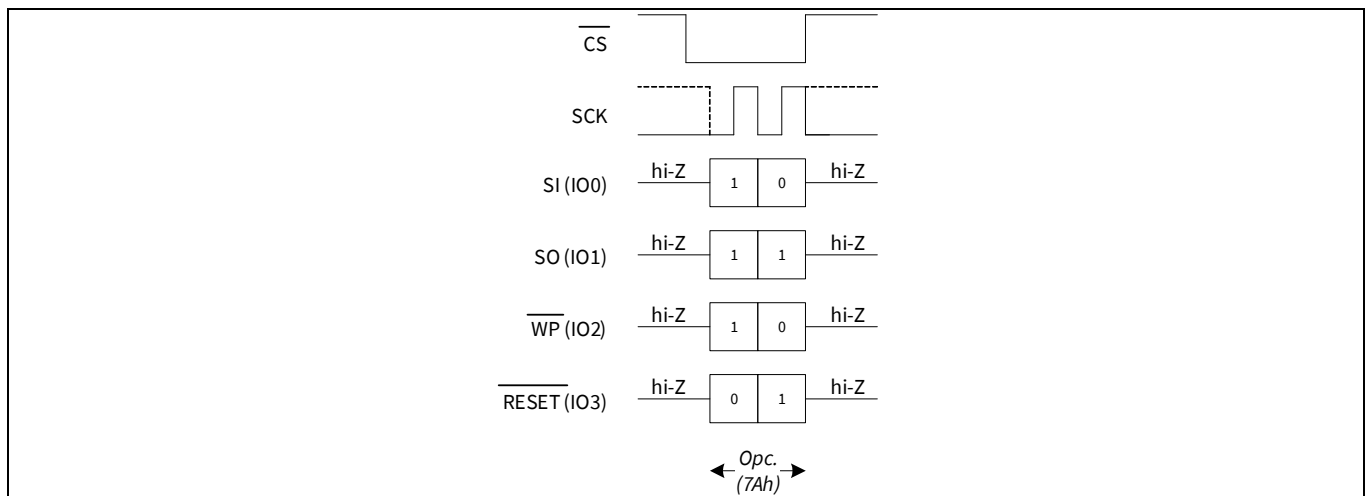 CS
SCK
SI (IO0) hi-Z 1 0 hi-Z
SO (IO1) hi-Z 1 1 hi-Z
WP (IO2) hi-Z 1 0 hi-Z
RESET (IO3) hi-Z 0 1 hi-Z
Opc.
(7Ah)